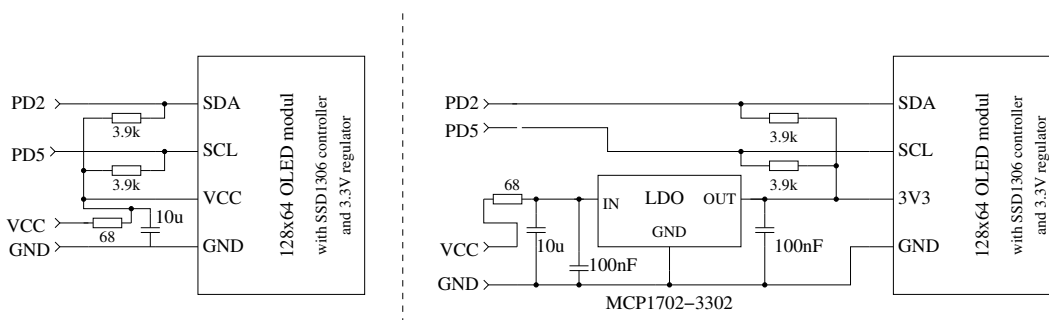 PD2
SDA
3.9k
PD5
SCL
3.9k
VCC
VCC
10u
68
GND
GND
128x64 OLED modul
with SSD1306 controller
and 3.3V regulator
PD2
SDA
3.9k
PD5
SCL
3.9k
68
IN
LDO
OUT
3V3
GND
VCC
10u
100nF
100nF
GND
GND
MCP1702-3302
128x64 OLED modul
with SSD1306 controller
and 3.3V regulator